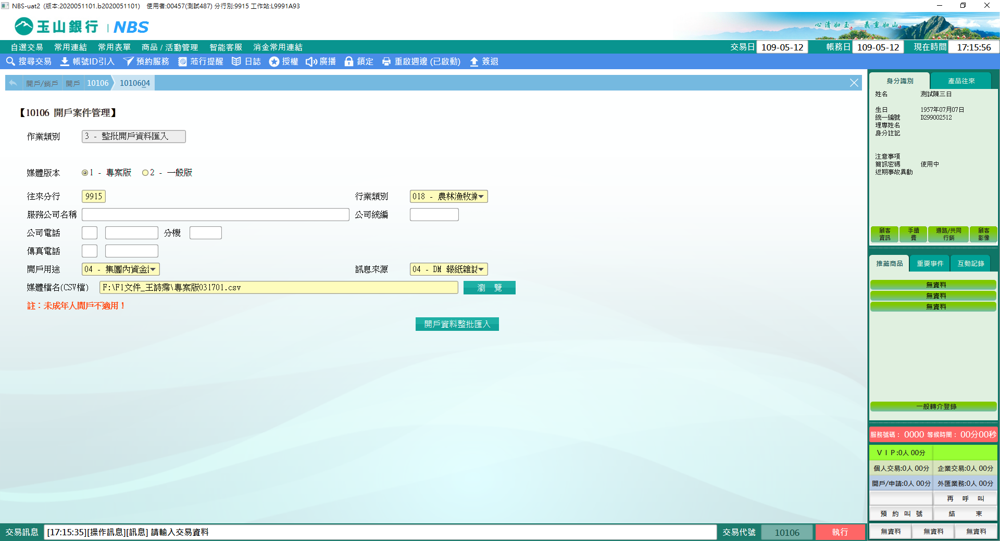 NBS-uat2 (版本:2020051101.b2020051101) 使用者:00457(測試487) 分行別:9915 工作站:L9991A93
玉山銀行 | NBS
心清如玉 義重如山
自選交易 常用連結 常用表單 商品 / 活動管理 智能客服 消金常用連結 交易日 109-05-12 帳務日 109-05-12 現在時間 17:15:56
搜尋交易 帳號ID引入 預約服務 蒞行提醒 日誌 授權 廣播 鎖定 重啟週邊 (已啟動) 簽退
開戶/銷戶 開戶 10106 1010604
【10106 開戶案件管理】
作業類別 3 - 整批開戶資料匯入
媒體版本 1 - 專案版 2 - 一般版
往來分行 9915 行業類別 018 - 農林漁牧業
服務公司名稱 公司統編
公司電話 分機
傳真電話
開戶用途 04 - 集團內資金 訊息來源 04 - DM 報紙雜誌
媒體檔名(CSV檔) F:\F1文件_王詩霈\專案版031701.csv 瀏 覽
註：未成年人開戶不適用！
開戶資料整批匯入
身分識別 產品往來
姓名 測試陳三日
生日 1957年07月07日
統一編號 D299002512
理專姓名
身分註記
注意事項
簡訊密碼 使用中
近期事故異動
顧客資訊 手續費 通路/共同行銷 顧客影像
推薦商品 重要事件 互動記錄
無資料
無資料
無資料
一般轉介登錄
服務號碼： 0000 等候時間： 00分00秒
ＶＩＰ:0人 00分
個人交易:0人 00分 企業交易:0人 00分
開戶/申請:0人 00分 外匯業務:0人 00分
再 呼 叫
預 約 叫 號 結 束
無資料 無資料 無資料
交易訊息 [17:15:35][操作訊息][訊息] 請輸入交易資料 交易代號 10106 執行